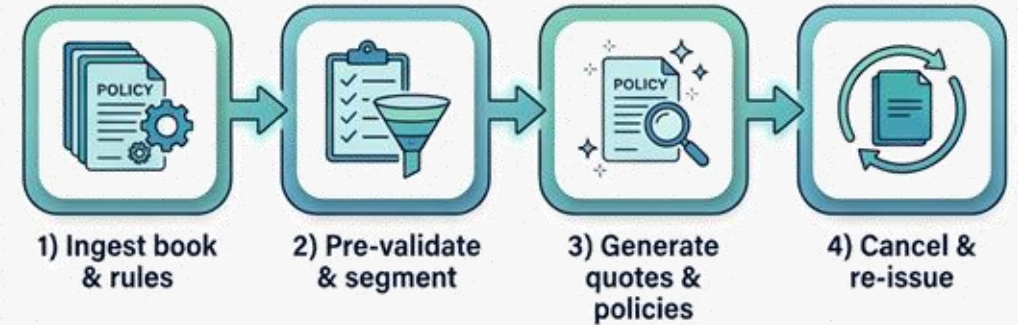 POLICY
POLICY
1) Ingest book
& rules
2) Pre-validate
& segment
3) Generate
quotes &
policies
4) Cancel &
re-issue